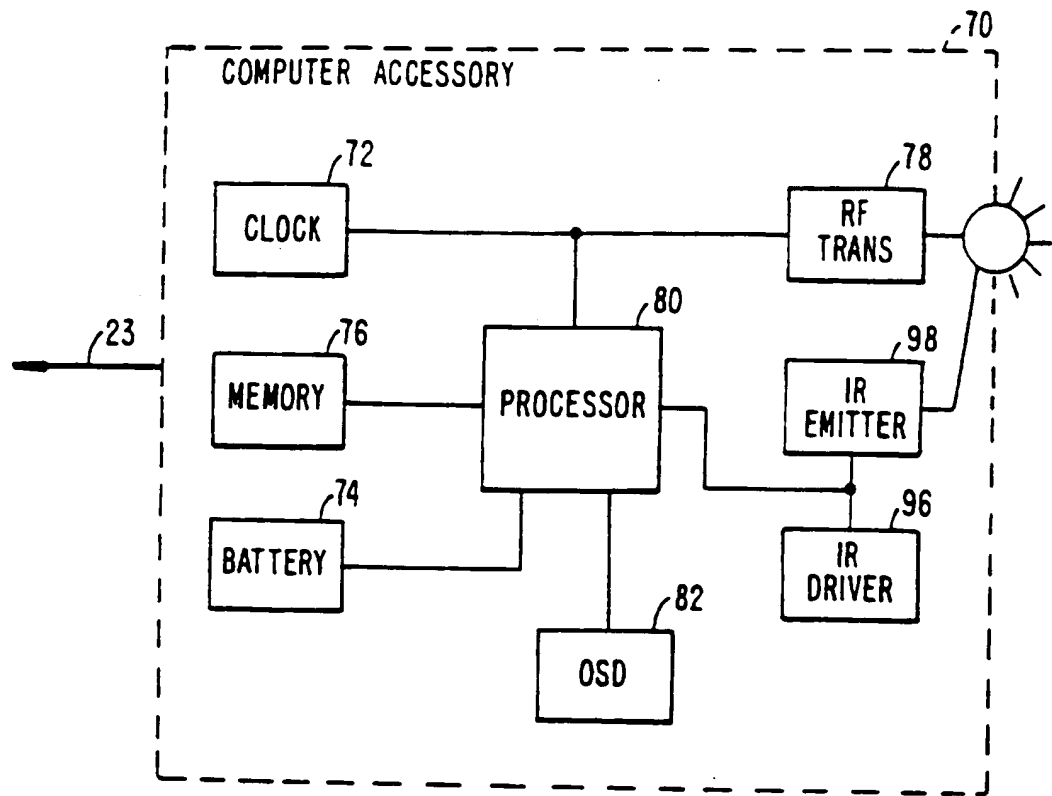 70
COMPUTER ACCESSORY
72
CLOCK
78
RF
TRANS
23
76
MEMORY
80
PROCESSOR
98
IR
EMITTER
74
BATTERY
96
IR
DRIVER
82
OSD